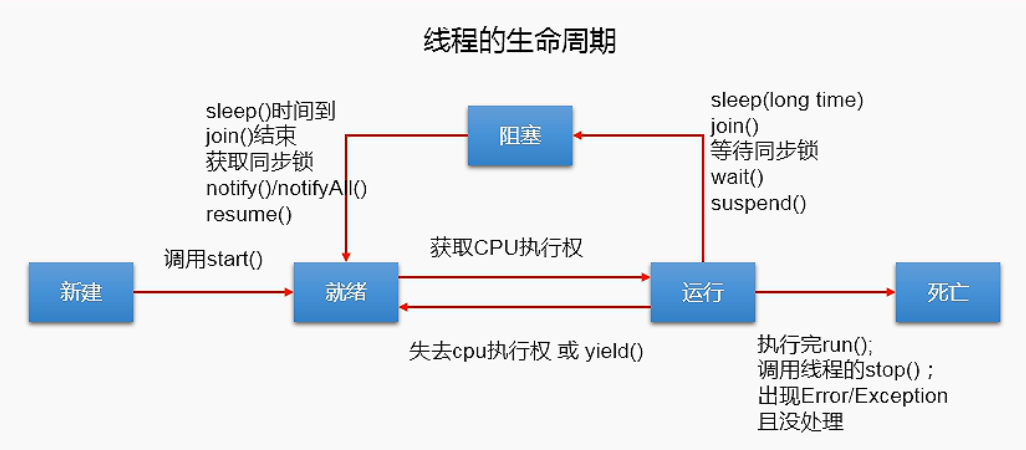 线程的生命周期
sleep()时间到
join()结束
获取同步锁
notify()/notifyAll()
resume()
阻塞
sleep(long time)
join()
等待同步锁
wait()
suspend()
调用start()
获取CPU执行权
新建
就绪
运行
死亡
失去cpu执行权 或 yield()
执行完run();
调用线程的stop() ;
出现Error/Exception
且没处理